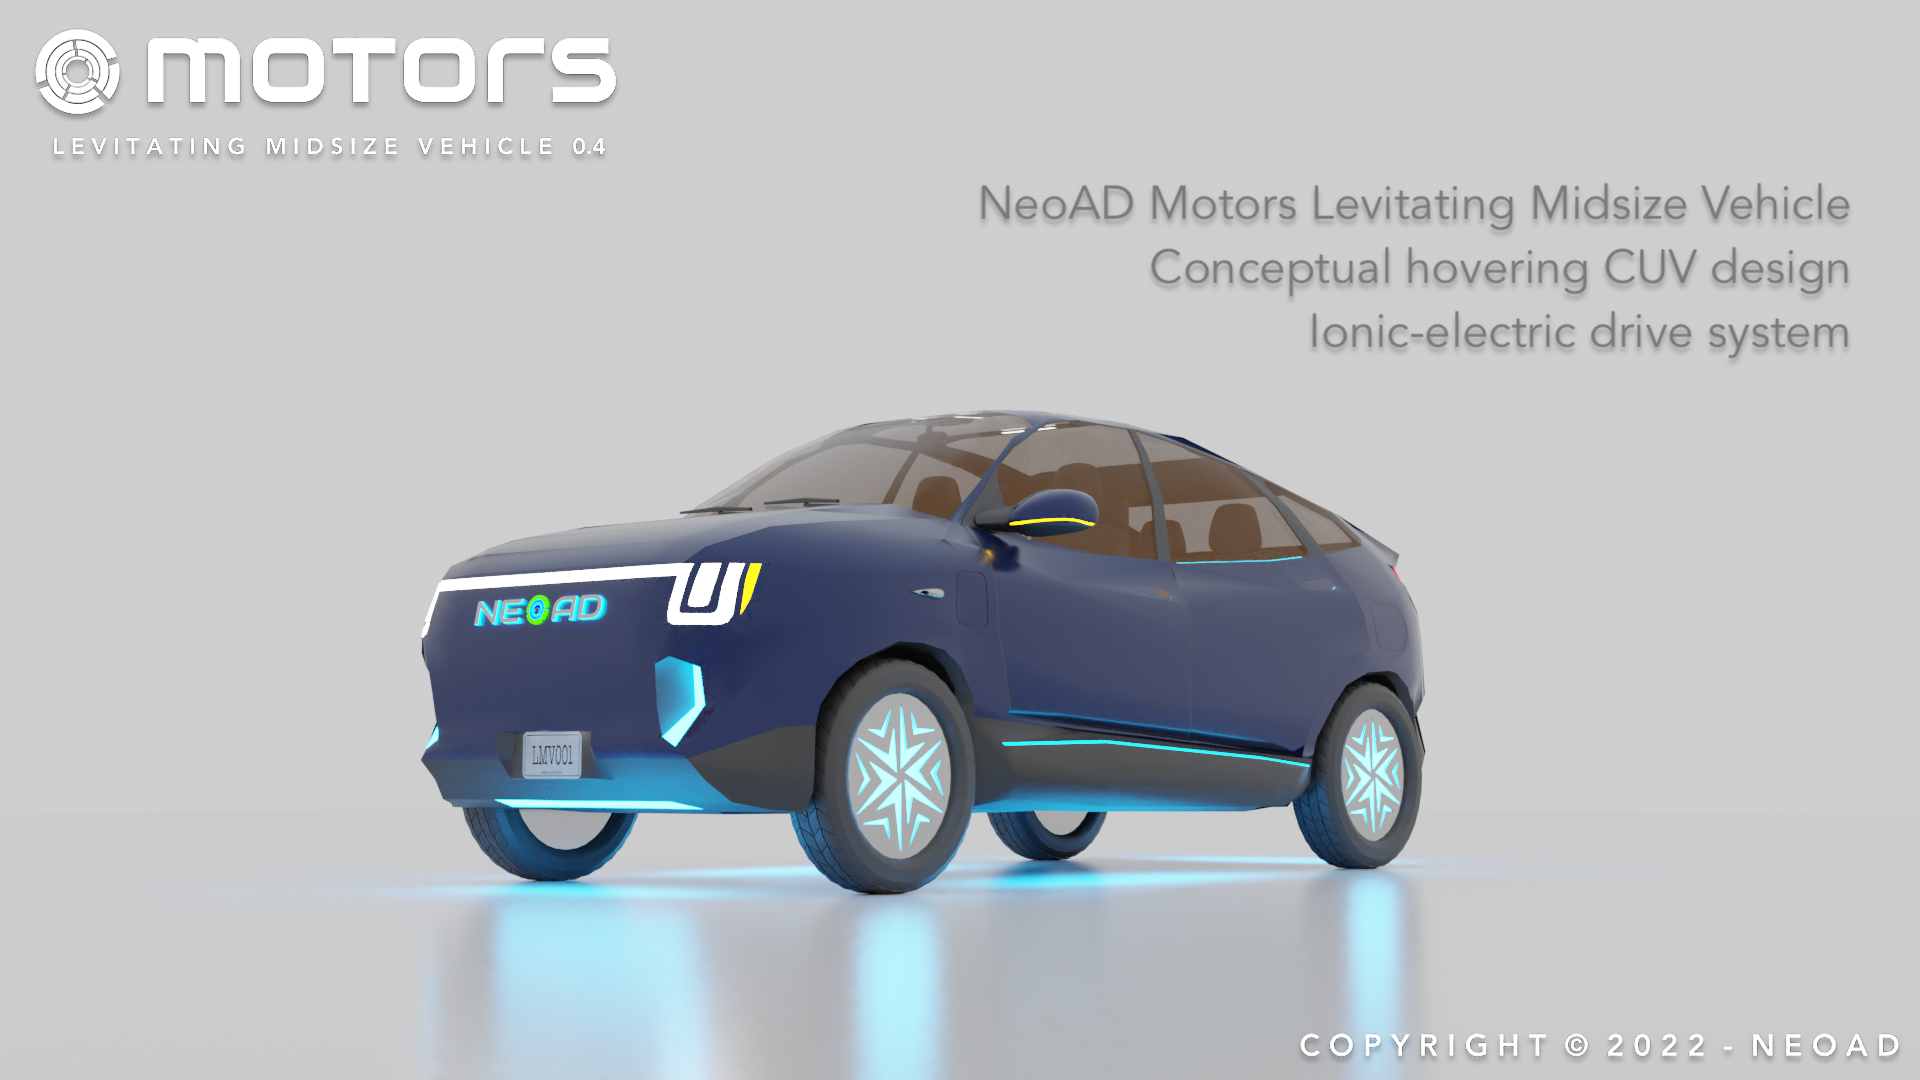 MOTORS
LEVITATING MIDSIZE VEHICLE 0.4
NeoAD Motors Levitating Midsize Vehicle
Conceptual hovering CUV design
Ionic-electric drive system
NEOAD
LMV001
COPYRIGHT © 2022 - NEOAD